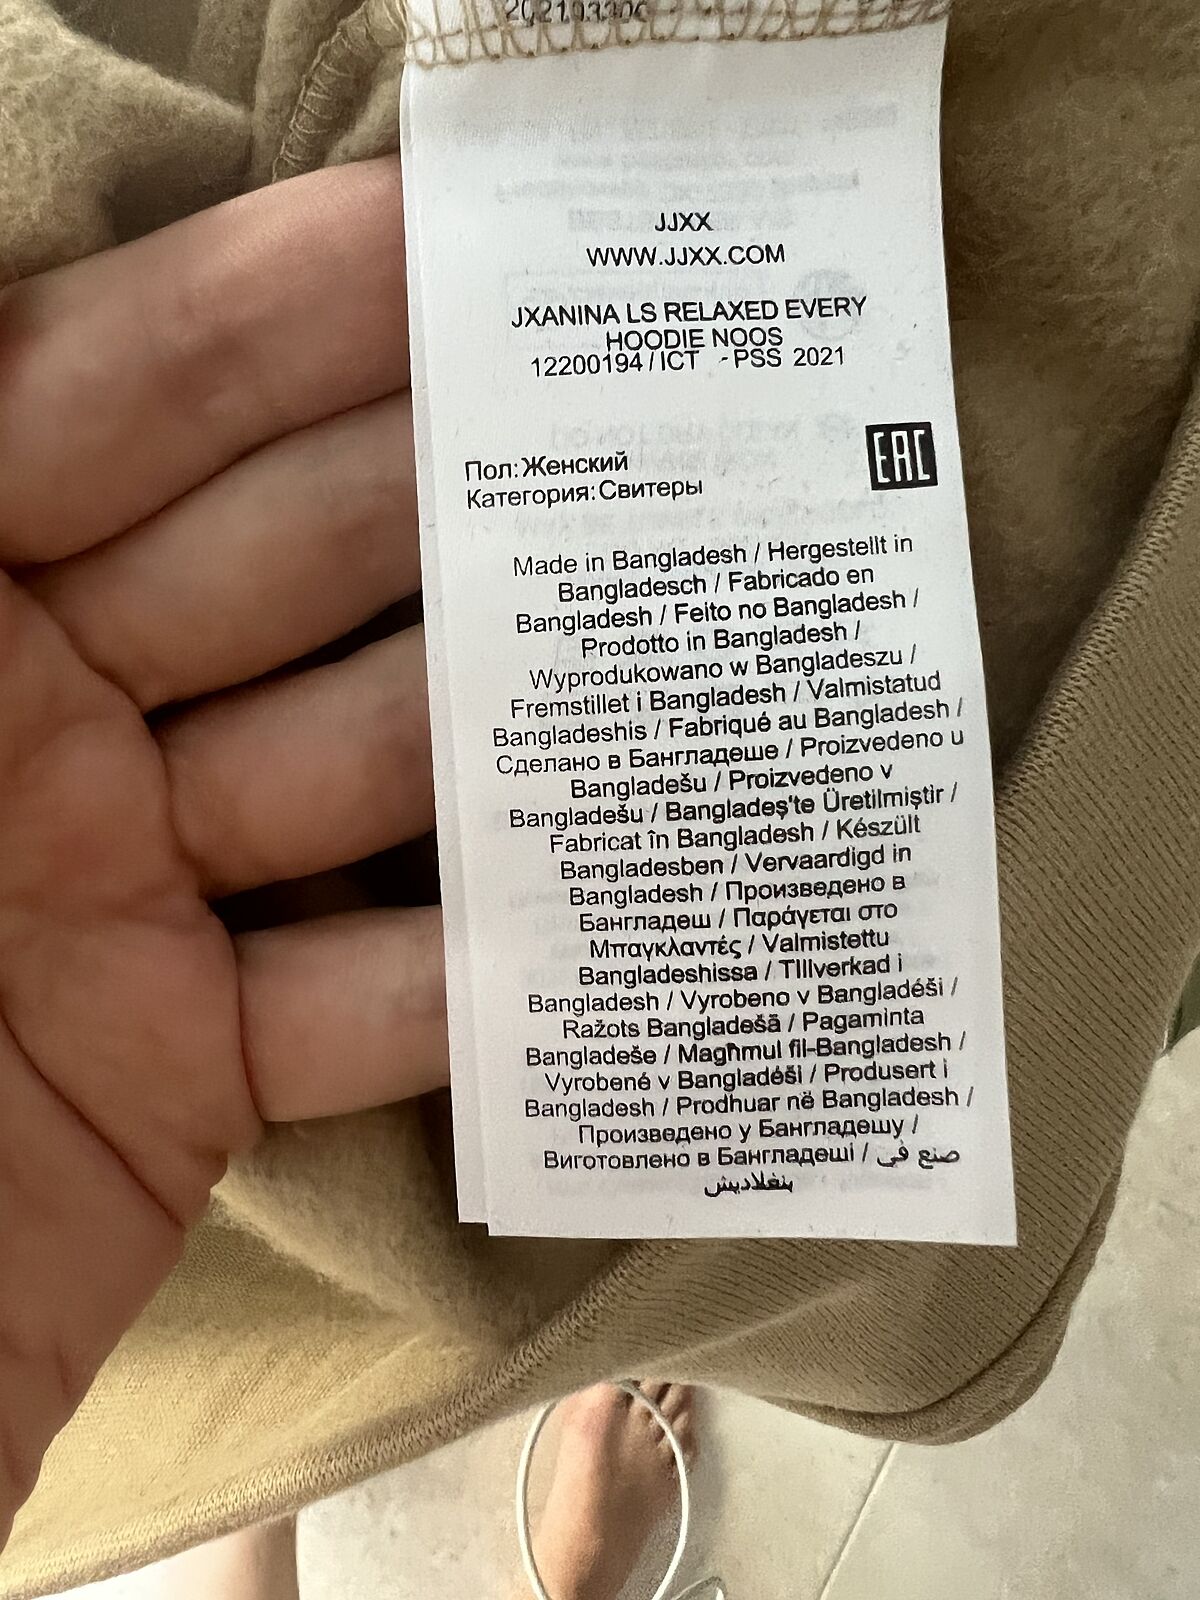 JJXX
WWW.JJXX.COM
JXANINA LS RELAXED EVERY
HOODIE NOOS
12200194 / ICT - PSS 2021
EAC
Пол: Женский
Категория: Свитеры
Made in Bangladesh / Hergestellt in
Bangladesch / Fabricado en
Bangladesh / Feito no Bangladesh /
Prodotto in Bangladesh /
Wyprodukowano w Bangladeszu /
Fremstillet i Bangladesh / Valmistatud
Bangladeshis / Fabriqué au Bangladesh /
Сделано в Бангладеше / Proizvedeno u
Bangladešu / Proizvedeno v
Bangladešu / Bangladeş'te Üretilmiştir /
Fabricat în Bangladesh / Készült
Bangladesben / Vervaardigd in
Bangladesh / Произведено в
Бангладеш / Παράγεται στο
Μπαγκλαντές / Valmistettu
Bangladeshissa / TIllverkad i
Bangladesh / Vyrobeno v Bangladéši /
Ražots Bangladešā / Pagaminta
Bangladeše / Magħmul fil-Bangladesh /
Vyrobené v Bangladéši / Produsert i
Bangladesh / Prodhuar në Bangladesh /
Произведено у Бангладешу /
Виготовлено в Бангладеші / صنع في
بنغلاديش